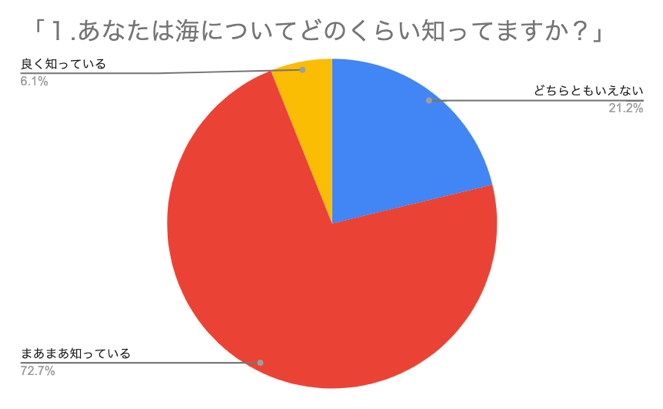 「１.あなたは海についてどのくらい知ってますか？」
良く知っている
6.1%
どちらともいえない
21.2%
まあまあ知っている
72.7%